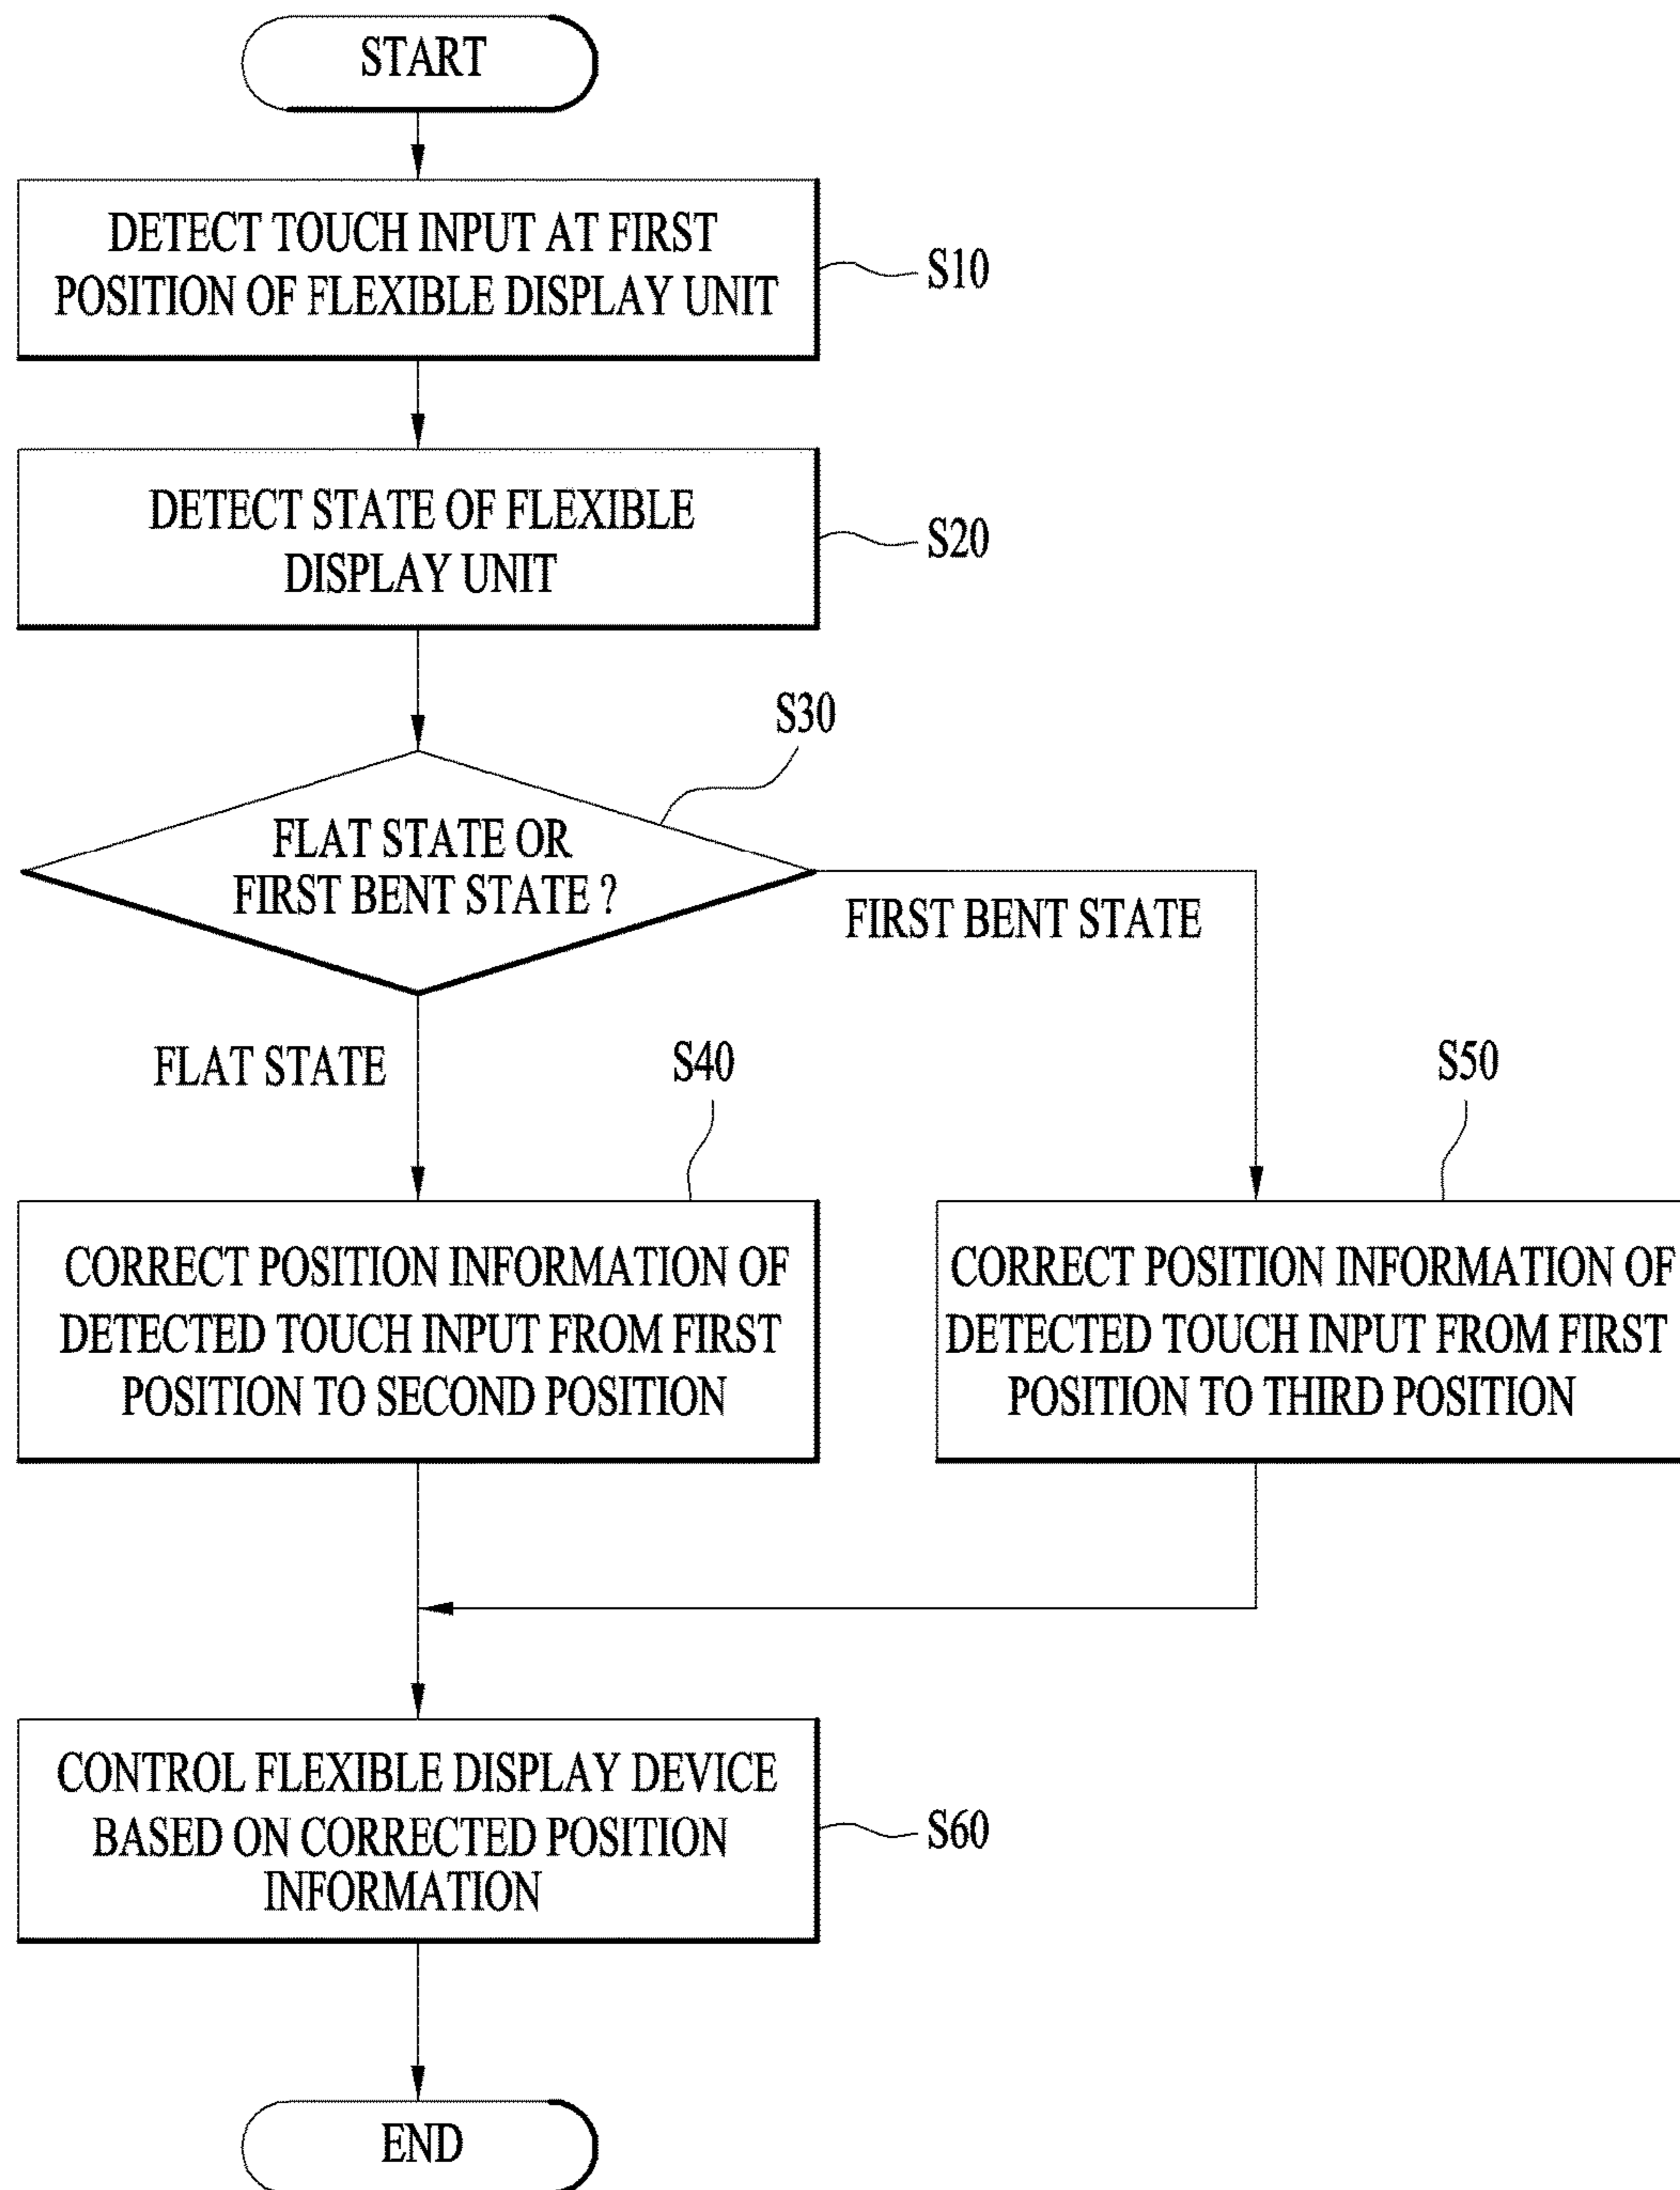 START
DETECT TOUCH INPUT AT FIRST
POSITION OF FLEXIBLE DISPLAY UNIT
S10
DETECT STATE OF FLEXIBLE
DISPLAY UNIT
S20
S30
FLAT STATE OR
FIRST BENT STATE ?
FIRST BENT STATE
FLAT STATE
S40
S50
CORRECT POSITION INFORMATION OF
DETECTED TOUCH INPUT FROM FIRST
POSITION TO SECOND POSITION
CORRECT POSITION INFORMATION OF
DETECTED TOUCH INPUT FROM FIRST
POSITION TO THIRD POSITION
CONTROL FLEXIBLE DISPLAY DEVICE
BASED ON CORRECTED POSITION
INFORMATION
S60
END